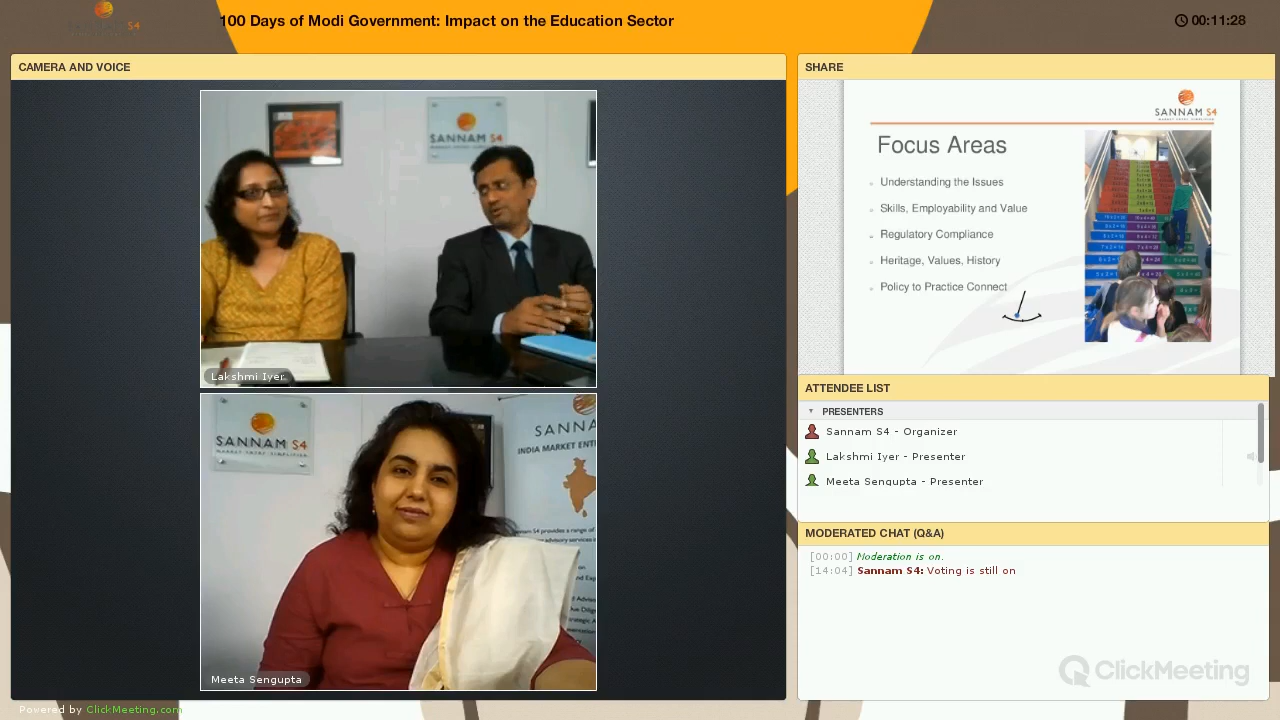 100 Days of Modi Government: Impact on the Education Sector
00:11:28
CAMERA AND VOICE
SANNAM S4
Lakshmi Iyer
SANNAM S4
SANNA
INDIA MARKET ENT
Meeta Sengupta
SHARE
SANNAM S4
MARKET ENTRY SIMPLIFIED
Focus Areas
Understanding the Issues
Skills, Employability and Value
Regulatory Compliance
Heritage, Values, History
Policy to Practice Connect
ATTENDEE LIST
PRESENTERS
Sannam S4 - Organizer
Lakshmi Iyer - Presenter
Meeta Sengupta - Presenter
MODERATED CHAT (Q&A)
[00:00] Moderation is on.
[14:04] Sannam S4: Voting is still on
ClickMeeting
Powered by ClickMeeting.com